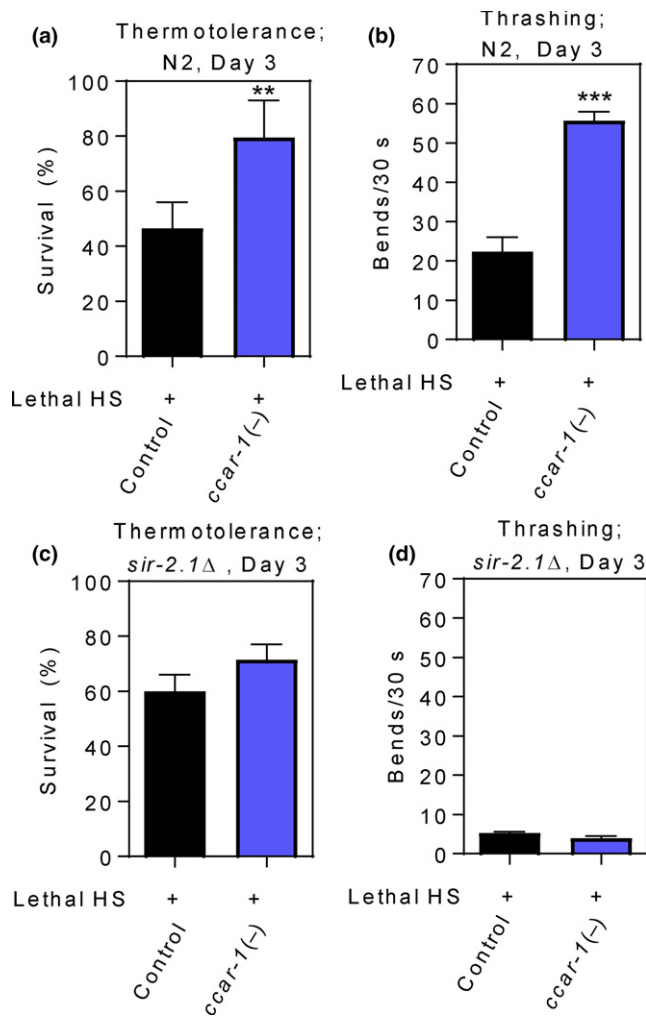 (a) Thermotolerance;
N2, Day 3
**
100
80
60
40
20
0
Survival (%)
Lethal HS + +
Control
ccar-1(–)
(b) Thrashing;
N2, Day 3
***
70
60
50
40
30
20
10
0
Bends/30 s
+ +
Control
ccar-1(–)
(c) Thermotolerance;
sir-2.1Δ , Day 3
100
80
60
40
20
0
Survival (%)
Lethal HS + +
Control
ccar-1(–)
(d) Thrashing;
sir-2.1Δ, Day 3
70
60
50
40
30
20
10
0
Bends/30 s
Lethal HS + +
Control
ccar-1(–)